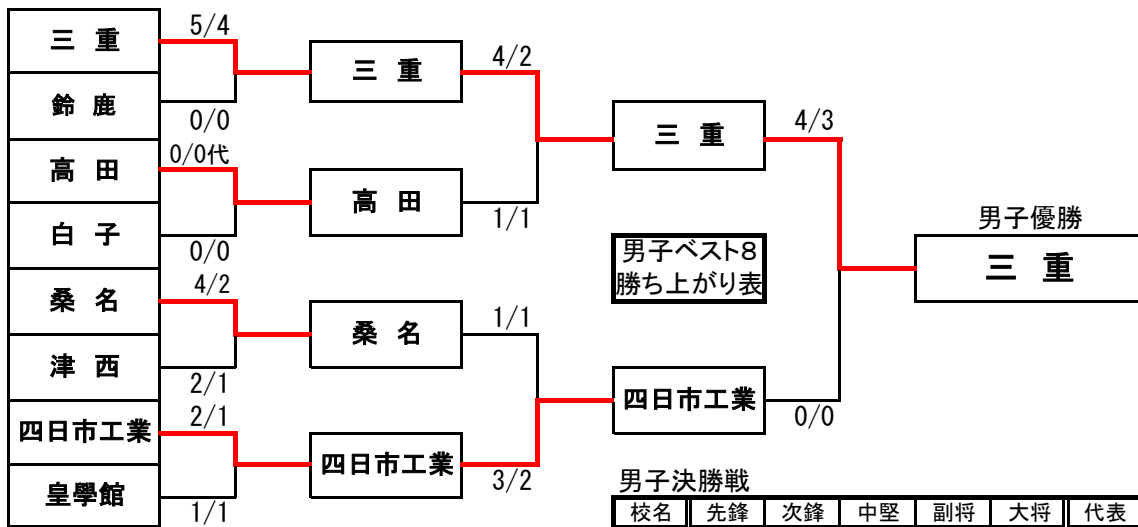 三 重
5/4
鈴 鹿
0/0
高 田
0/0代
白 子
0/0
桑 名
4/2
津 西
2/1
四日市工業
2/1
皇學館
1/1
三 重
4/2
高 田
1/1
桑 名
1/1
四日市工業
3/2
三 重
4/3
男子ベスト8
勝ち上がり表
四日市工業
0/0
男子優勝
三 重
男子決勝戦
校名 先鋒 次鋒 中堅 副将 大将 代表